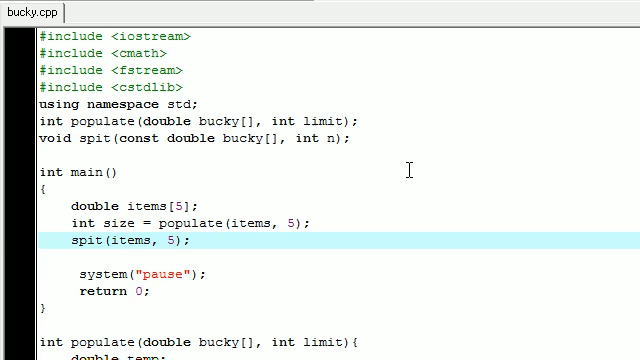 bucky.cpp
#include <iostream>
#include <cmath>
#include <fstream>
#include <cstdlib>
using namespace std;
int populate(double bucky[], int limit);
void spit(const double bucky[], int n);
int main()
{
double items[5];
int size = populate(items, 5);
spit(items, 5);
system("pause");
return 0;
}
int populate(double bucky[], int limit){
double temp;